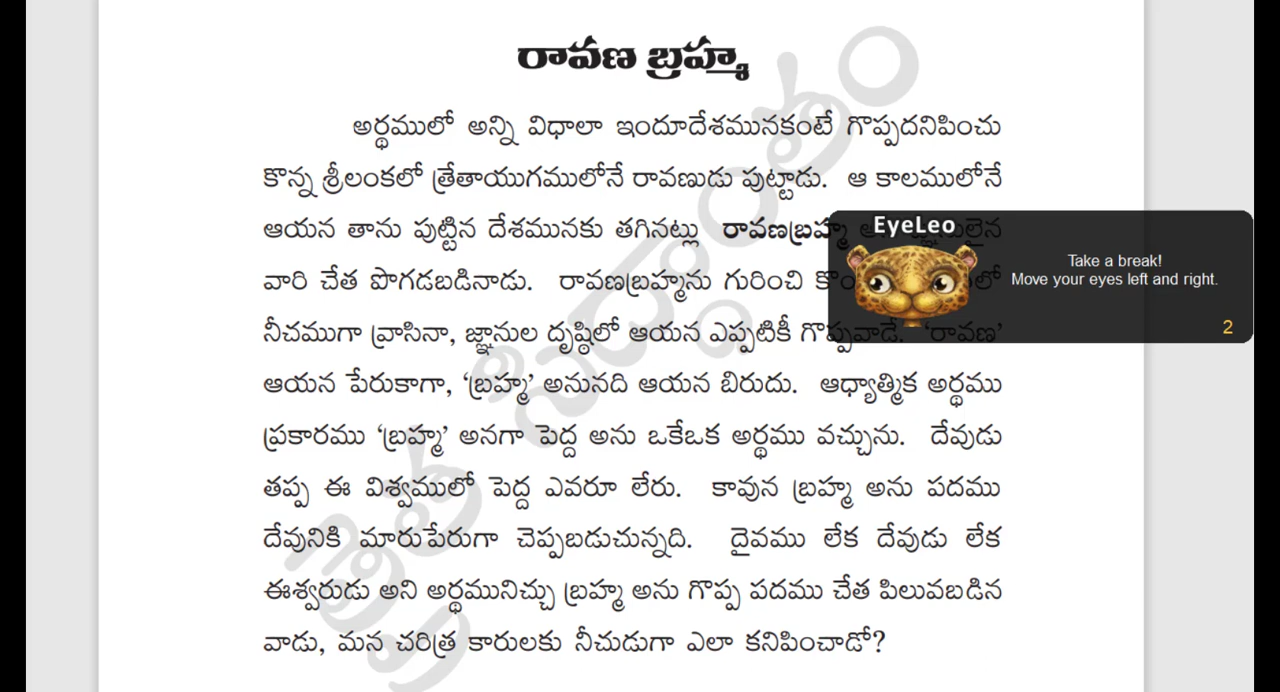 రావణ బ్రహ్మ
అర్థములో అన్ని విధాలా ఇందూదేశమునకంటే గొప్పదనిపించు
కొన్న శ్రీలంకలో త్రేతాయుగములోనే రావణుడు పుట్టాడు. ఆ కాలములోనే
ఆయన తాను పుట్టిన దేశమునకు తగినట్లు రావణబ్రహ్మ
వారి చేత పొగడబడినాడు. రావణబ్రహ్మను గురించి
నీచముగా వ్రాసినా, జ్ఞానుల దృష్ఠిలో ఆయన ఎప్పటికీ గొప్పవాడే. 'రావణ'
ఆయన పేరుకాగా, 'బ్రహ్మ' అనునది ఆయన బిరుదు. ఆధ్యాత్మిక అర్థము
ప్రకారము 'బ్రహ్మ' అనగా పెద్ద అను ఒకేఒక అర్థము వచ్చును. దేవుడు
తప్ప ఈ విశ్వములో పెద్ద ఎవరూ లేరు. కావున బ్రహ్మ అను పదము
దేవునికి మారుపేరుగా చెప్పబడుచున్నది. దైవము లేక దేవుడు లేక
ఈశ్వరుడు అని అర్థమునిచ్చు బ్రహ్మ అను గొప్ప పదము చేత పిలువబడిన
వాడు, మన చరిత్ర కారులకు నీచుడుగా ఎలా కనిపించాడో?
EyeLeo
Take a break!
Move your eyes left and right.
2